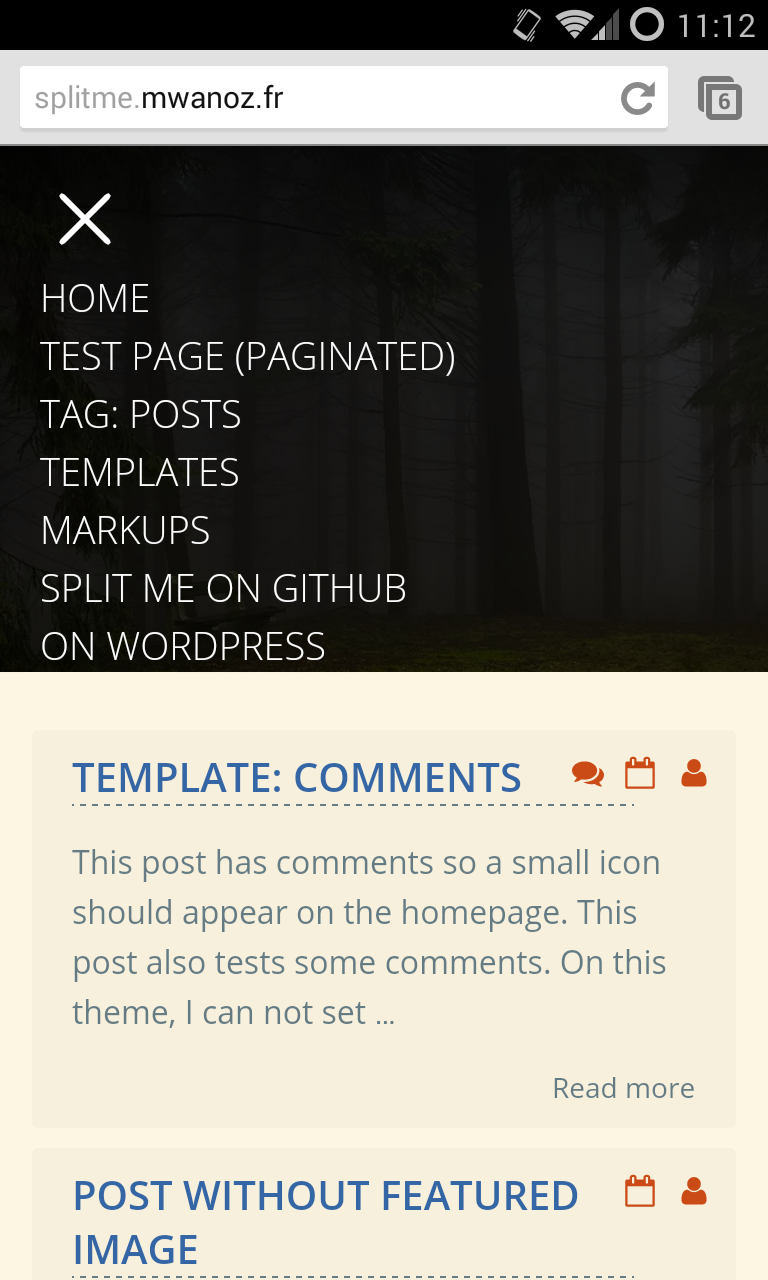 11:12
splitme.mwanoz.fr
6
HOME
TEST PAGE (PAGINATED)
TAG: POSTS
TEMPLATES
MARKUPS
SPLIT ME ON GITHUB
ON WORDPRESS
TEMPLATE: COMMENTS
This post has comments so a small icon
should appear on the homepage. This
post also tests some comments. On this
theme, I can not set ...
Read more
POST WITHOUT FEATURED
IMAGE